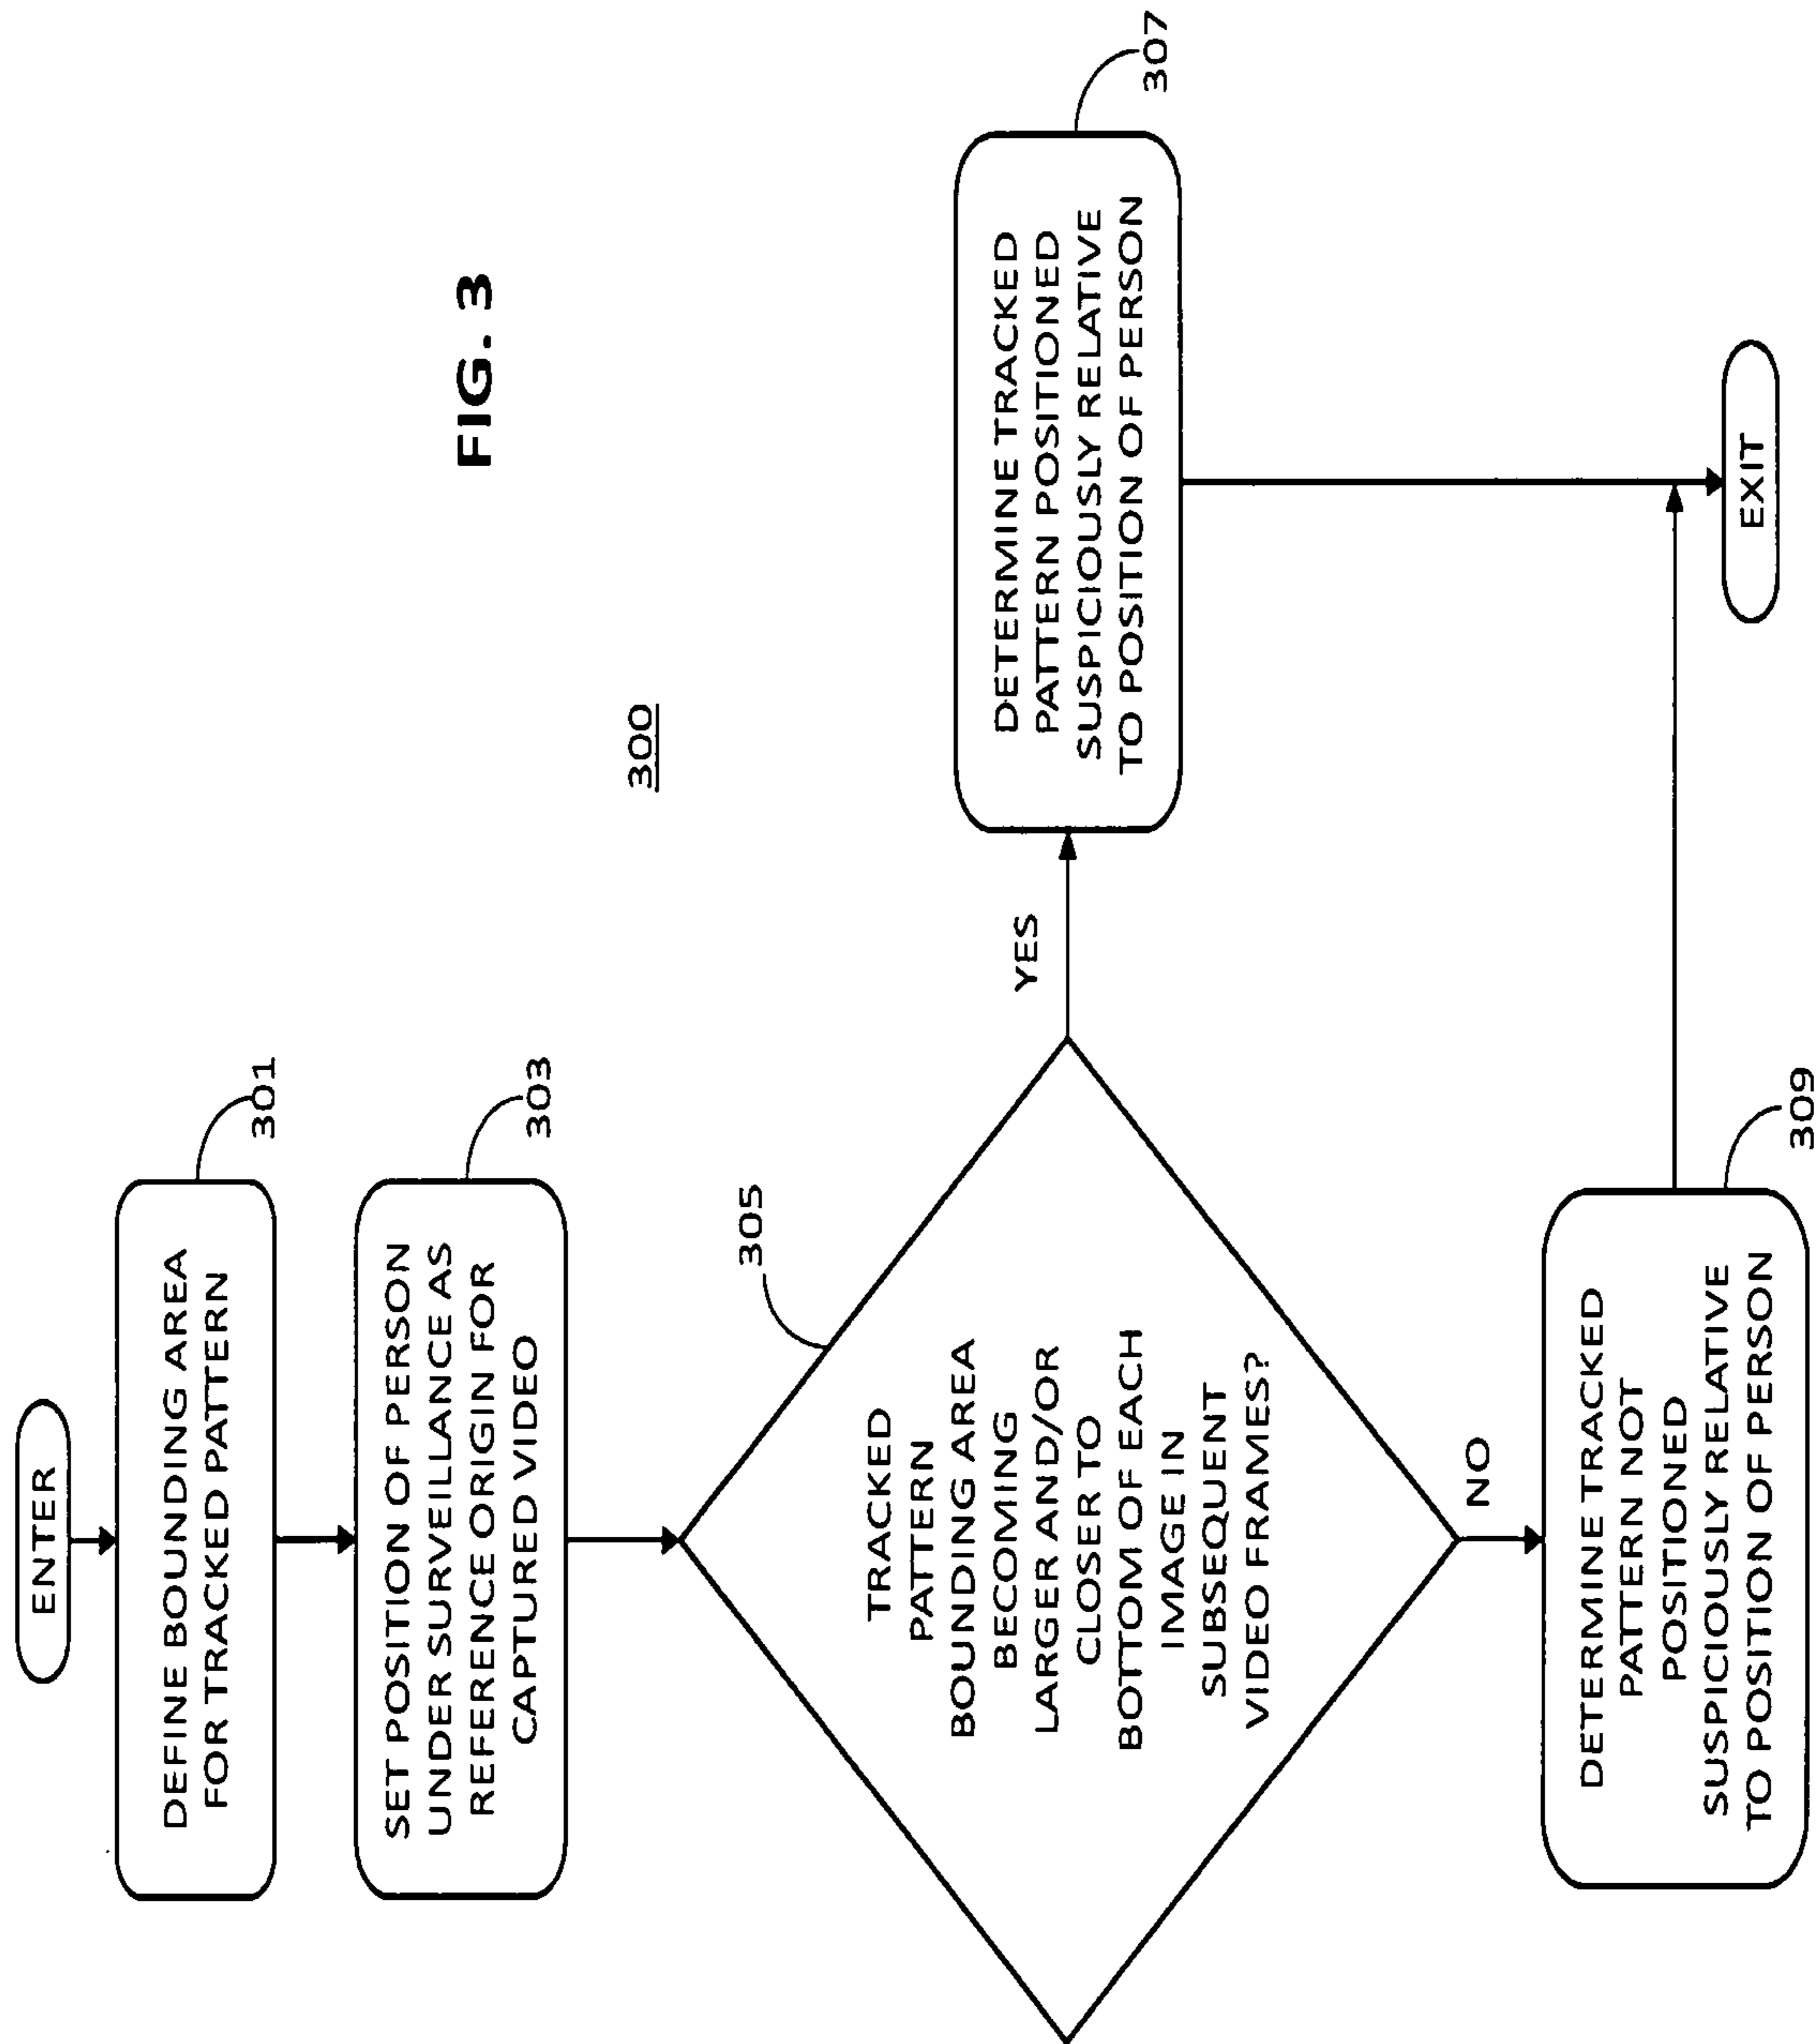 FIG. 3
300
ENTER
DEFINE BOUNDING AREA
FOR TRACKED PATTERN
301
SET POSITION OF PERSON
UNDER SURVEILLANCE AS
REFERENCE ORIGIN FOR
CAPTURED VIDEO
303
305
TRACKED
PATTERN
BOUNDING AREA
BECOMING
LARGER AND/OR
CLOSER TO
BOTTOM OF EACH
IMAGE IN
SUBSEQUENT
VIDEO FRAMES?
YES
DETERMINE TRACKED
PATTERN POSITIONED
SUSPICIOUSLY RELATIVE
TO POSITION OF PERSON
307
NO
DETERMINE TRACKED
PATTERN NOT
POSITIONED
SUSPICIOUSLY RELATIVE
TO POSITION OF PERSON
309
EXIT